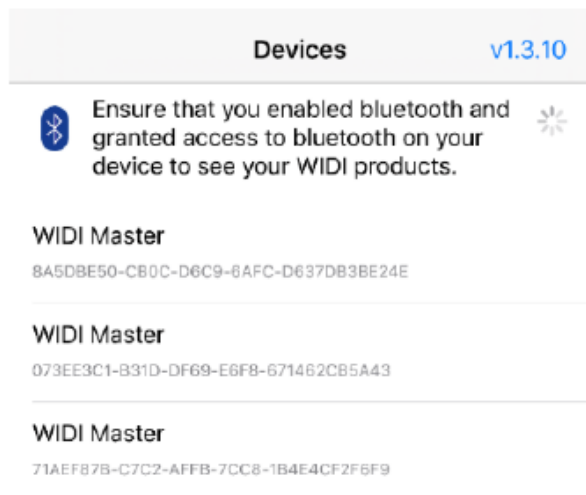 Devices v1.3.10
Ensure that you enabled bluetooth and
granted access to bluetooth on your
device to see your WIDI products.
WIDI Master
8A5DBE50-CB0C-D6C9-6AFC-D637DB3BE24E
WIDI Master
073EE3C1-B31D-DF69-E6F8-671462CB5A43
WIDI Master
71AEF87B-C7C2-AFFB-7CC8-1B4E4CF2F6F9